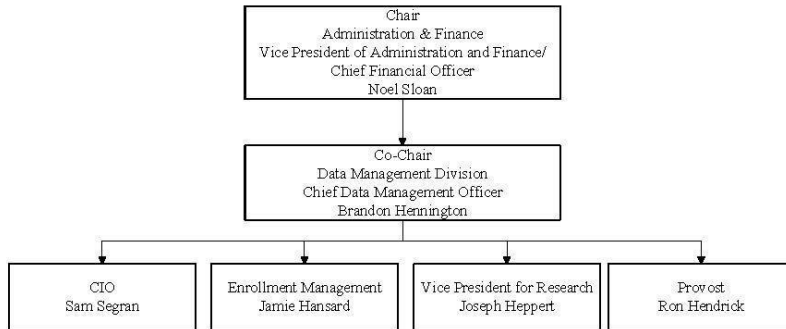 Chair
Administration & Finance
Vice President of Administration and Finance/
Chief Financial Officer
Noel Sloan
Co-Chair
Data Management Division
Chief Data Management Officer
Brandon Hennington
CIO
Sam Segran
Enrollment Management
Jamie Hansard
Vice President for Research
Joseph Heppert
Provost
Ron Hendrick